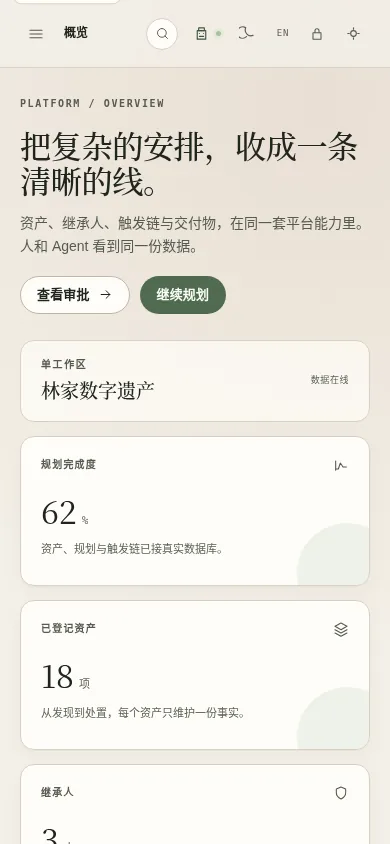 概览
EN
PLATFORM / OVERVIEW
把复杂的安排，收成一条
清晰的线。
资产、继承人、触发链与交付物，在同一套平台能力里。
人和 Agent 看到同一份数据。
查看审批
继续规划
单工作区
林家数字遗产
数据在线
规划完成度
62 %
资产、规划与触发链已接真实数据库。
已登记资产
18 项
从发现到处置，每个资产只维护一份事实。
继承人
3